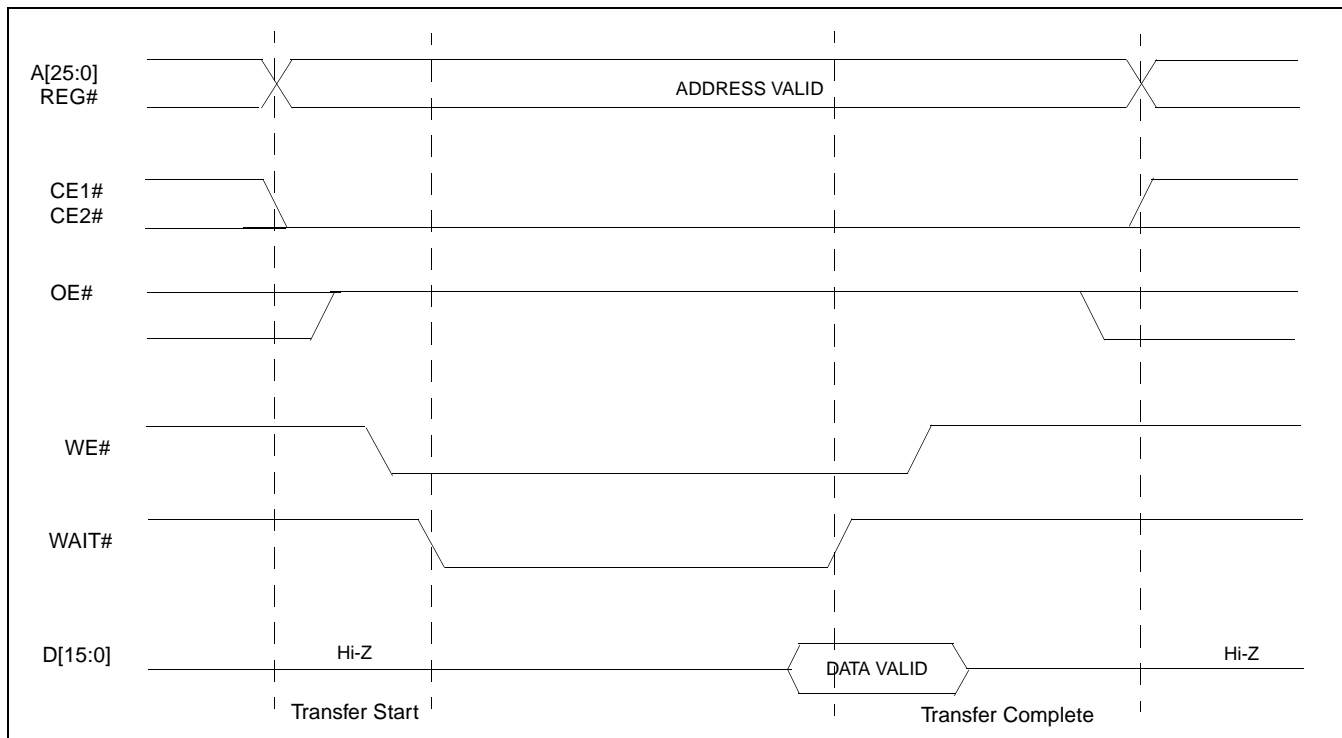 A[25:0]
REG#
ADDRESS VALID
CE1#
CE2#
OE#
WE#
WAIT#
D[15:0]
Hi-Z
DATA VALID
Hi-Z
Transfer Start
Transfer Complete